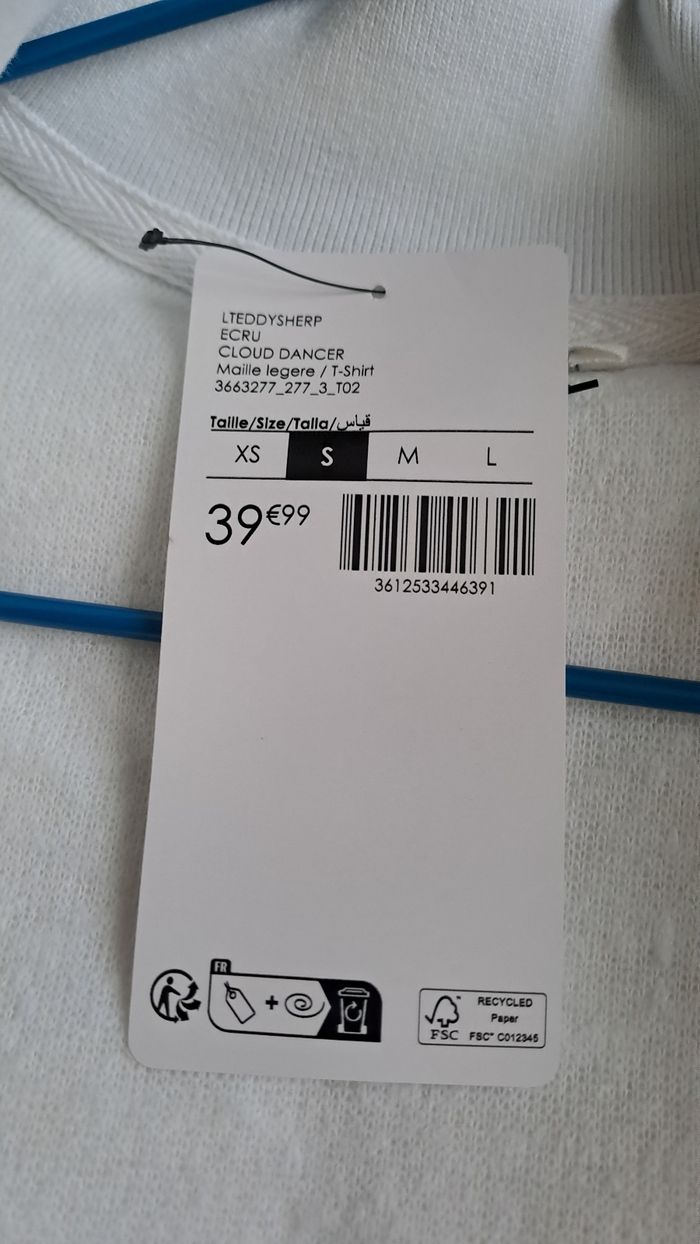 LTEDDYSHERP
ECRU
CLOUD DANCER
Maille legere / T-Shirt
3663277_277_3_T02
Taille/Size/Talla/قياس
XS S M L
39€99
3612533446391
FR
+
RECYCLED
Paper
FSC
FSC™ C012345